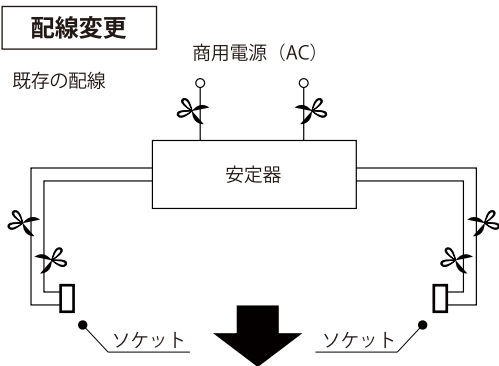 配線変更
商用電源（AC）
既存の配線
安定器
ソケット
ソケット